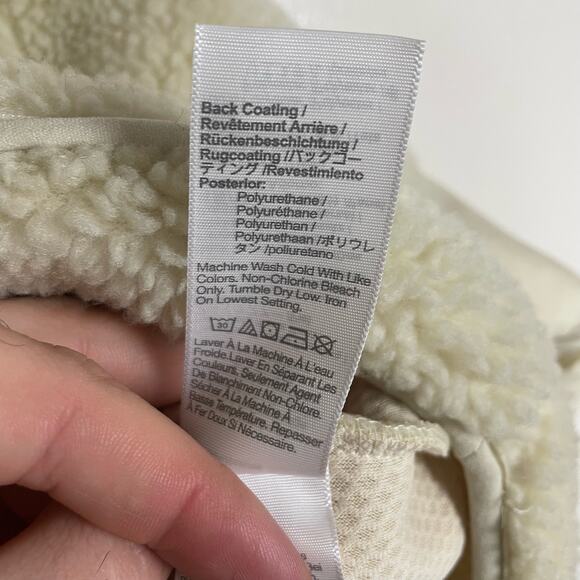 Back Coating /
Revêtement Arrière /
Rückenbeschichtung /
Rugcoating /バックコー
ティング /Revestimiento
Posterior:
Polyurethane /
Polyuréthane /
Polyurethan /
Polyurethaan /ポリウレ
タン /poliuretano
Machine Wash Cold With Like
Colors. Non-Chlorine Bleach
Only. Tumble Dry Low. Iron
On Lowest Setting.
30
Laver À La Machine À L'eau
Froide.Laver En Séparant Les
Couleurs. Seulement Agent
De Blanchiment Non-Chlore.
Sécher À La Machine À
Basse Température. Repasser
À Fer Doux Si Nécessaire.
Bei